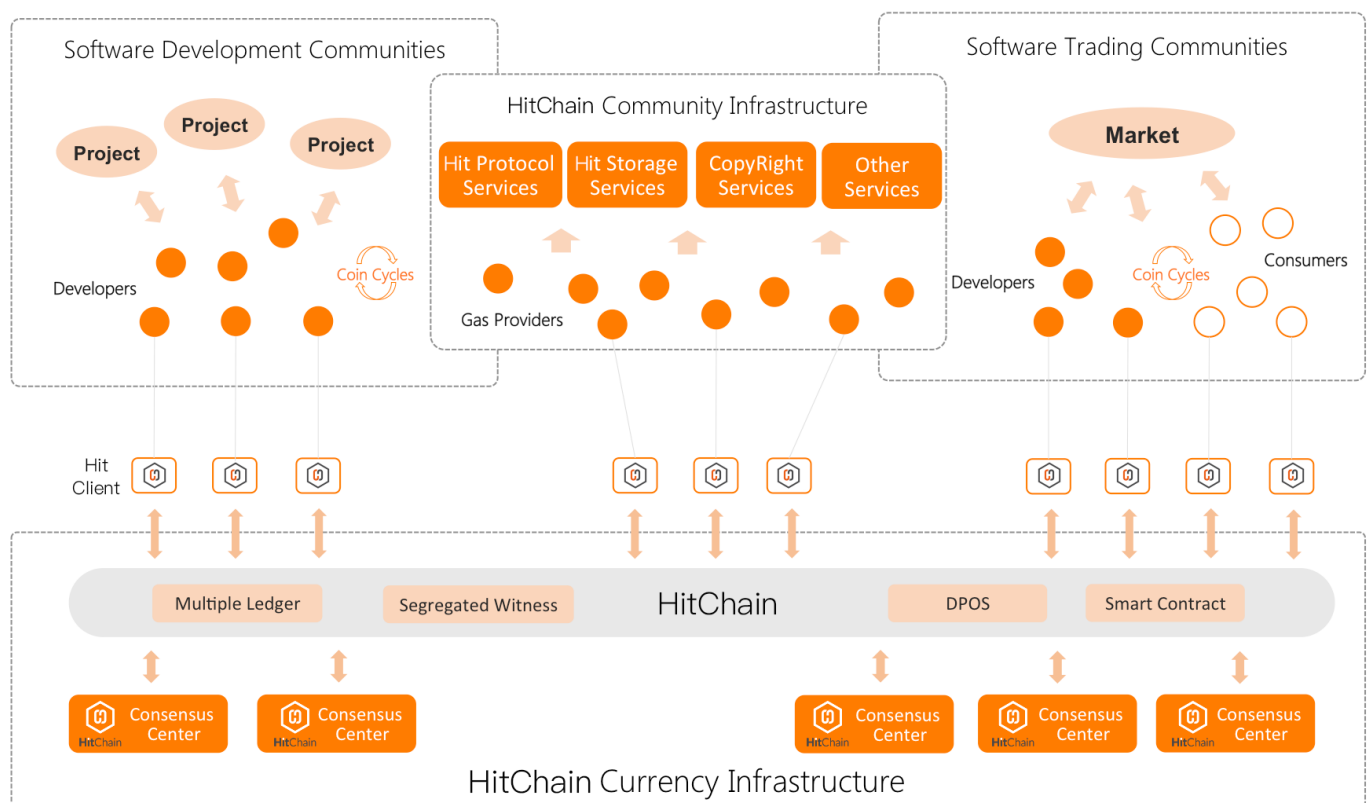 Software Development Communities
Project
Project
Project
Developers
Coin Cycles
HitChain Community Infrastructure
Hit Protocol
Services
Hit Storage
Services
CopyRight
Services
Other
Services
Gas Providers
Software Trading Communities
Market
Developers
Coin Cycles
Consumers
Hit
Client
Multiple Ledger
Segregated Witness
HitChain
DPOS
Smart Contract
HitChain
Consensus
Center
HitChain
Consensus
Center
HitChain
Consensus
Center
HitChain
Consensus
Center
HitChain
Consensus
Center
HitChain Currency Infrastructure